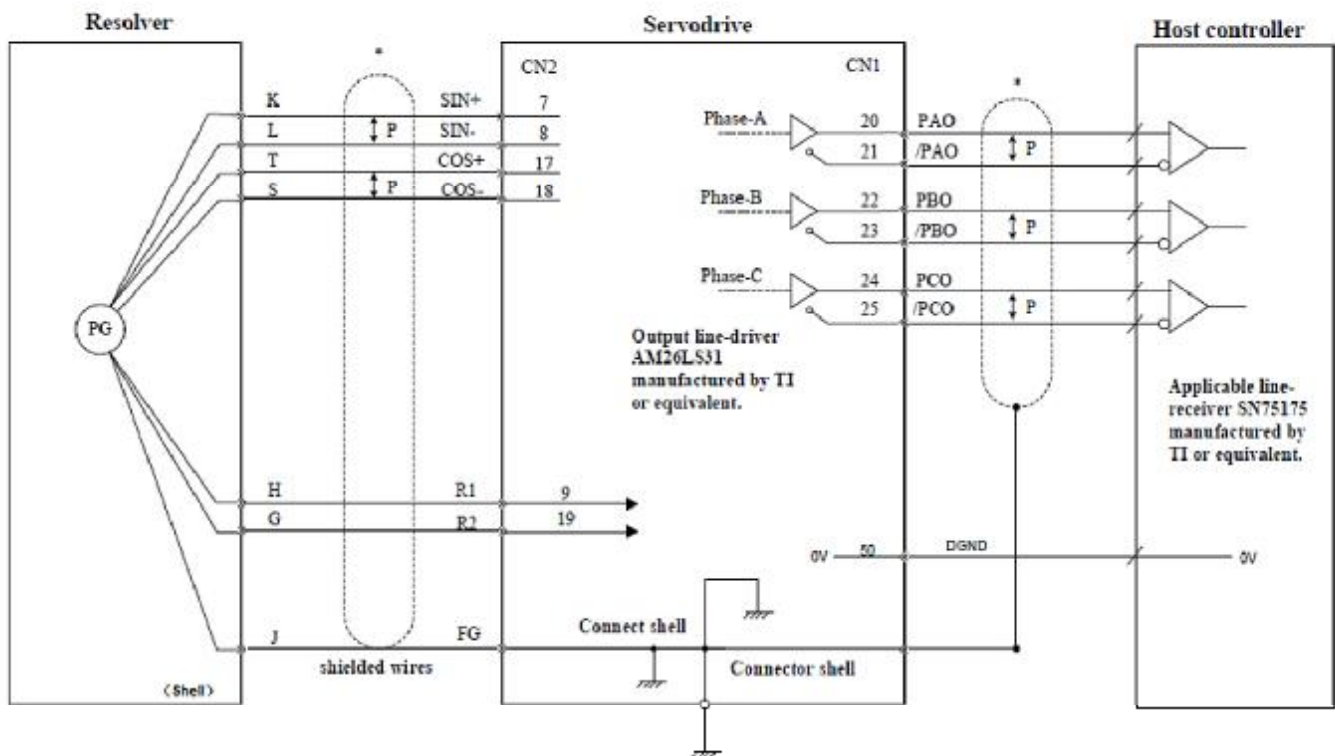 Resolver
Servodrive
Host controller
*
*
CN2
CN1
K
SIN+
7
L
P
SIN-
8
T
COS+
17
S
P
COS-
18
Phase-A
20
PAO
21
/PAO
P
Phase-B
22
PBO
23
/PBO
P
Phase-C
24
PCO
25
/PCO
P
PG
Output line-driver
AM26LS31
manufactured by TI
or equivalent.
Applicable line-
receiver SN75175
manufactured by
TI or equivalent.
H
R1
9
G
R2
19
0V
50
DGND
0V
J
FG
Connect shell
shielded wires
Connector shell
(Shell)